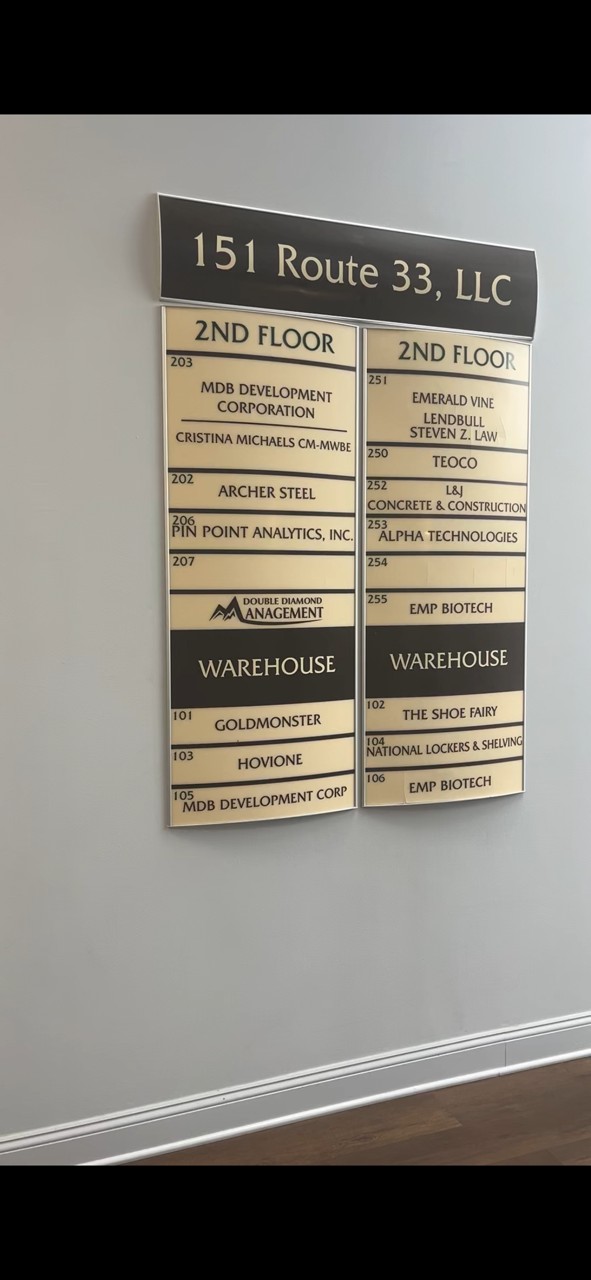 151 Route 33, LLC
2ND FLOOR
203
MDB DEVELOPMENT
CORPORATION
CRISTINA MICHAELS CM-MWBE
202
ARCHER STEEL
206
PIN POINT ANALYTICS, INC.
207
DOUBLE DIAMOND
MANAGEMENT
WAREHOUSE
101
GOLDMONSTER
103
HOVIONE
105
MDB DEVELOPMENT CORP
2ND FLOOR
251
EMERALD VINE
LENDBULL
STEVEN Z. LAW
250
TEOCO
252
L&J
CONCRETE & CONSTRUCTION
253
ALPHA TECHNOLOGIES
254
255
EMP BIOTECH
WAREHOUSE
102
THE SHOE FAIRY
104
NATIONAL LOCKERS & SHELVING
106
EMP BIOTECH